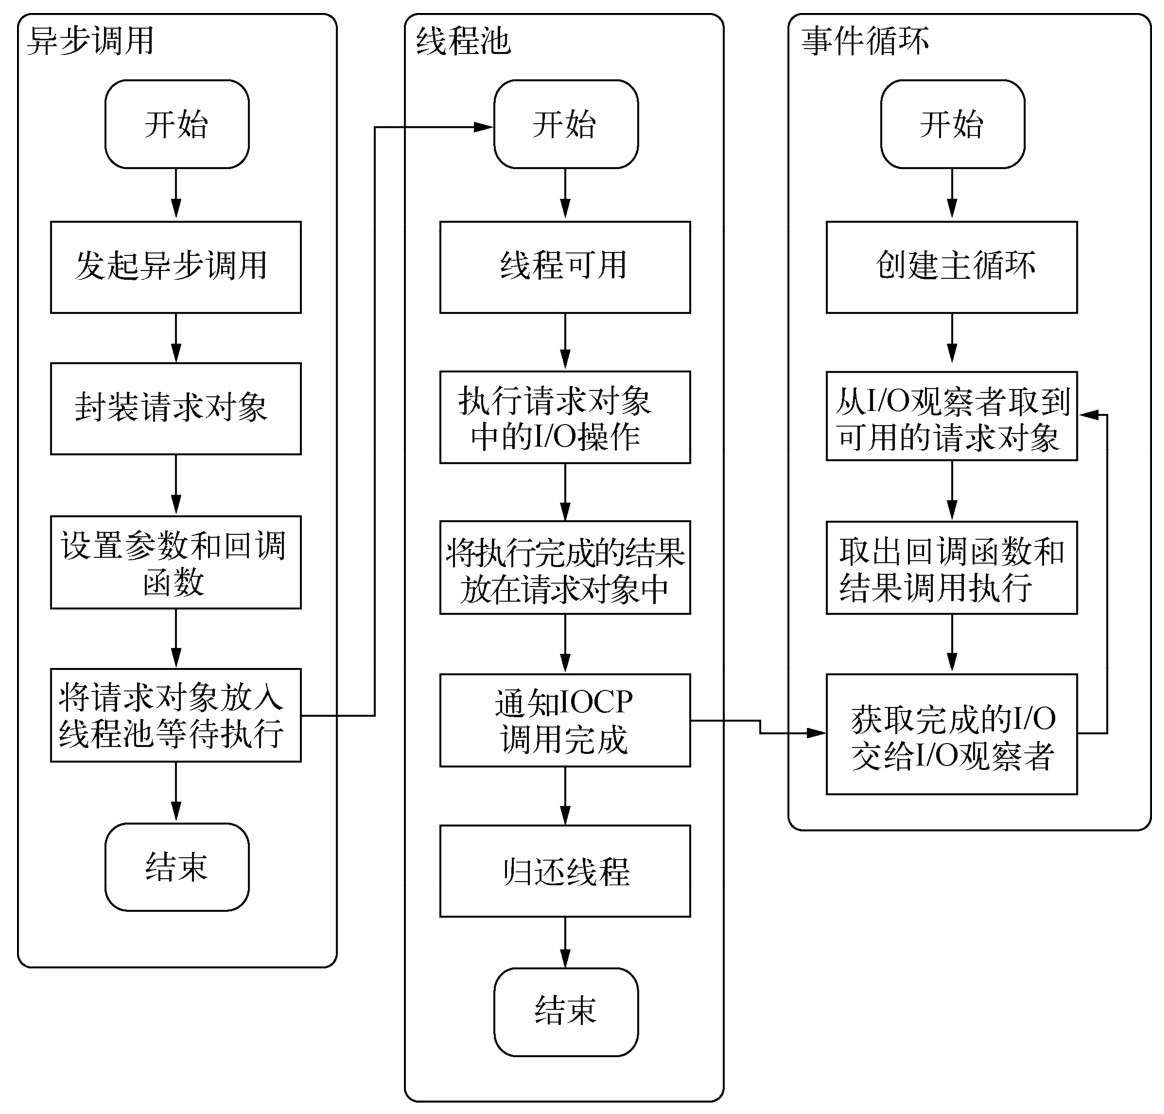 异步调用
开始
发起异步调用
封装请求对象
设置参数和回调
函数
将请求对象放入
线程池等待执行
结束
线程池
开始
线程可用
执行请求对象
中的I/O操作
将执行完成的结果
放在请求对象中
通知IOCP
调用完成
归还线程
结束
事件循环
开始
创建主循环
从I/O观察者取到
可用的请求对象
取出回调函数和
结果调用执行
获取完成的I/O
交给I/O观察者